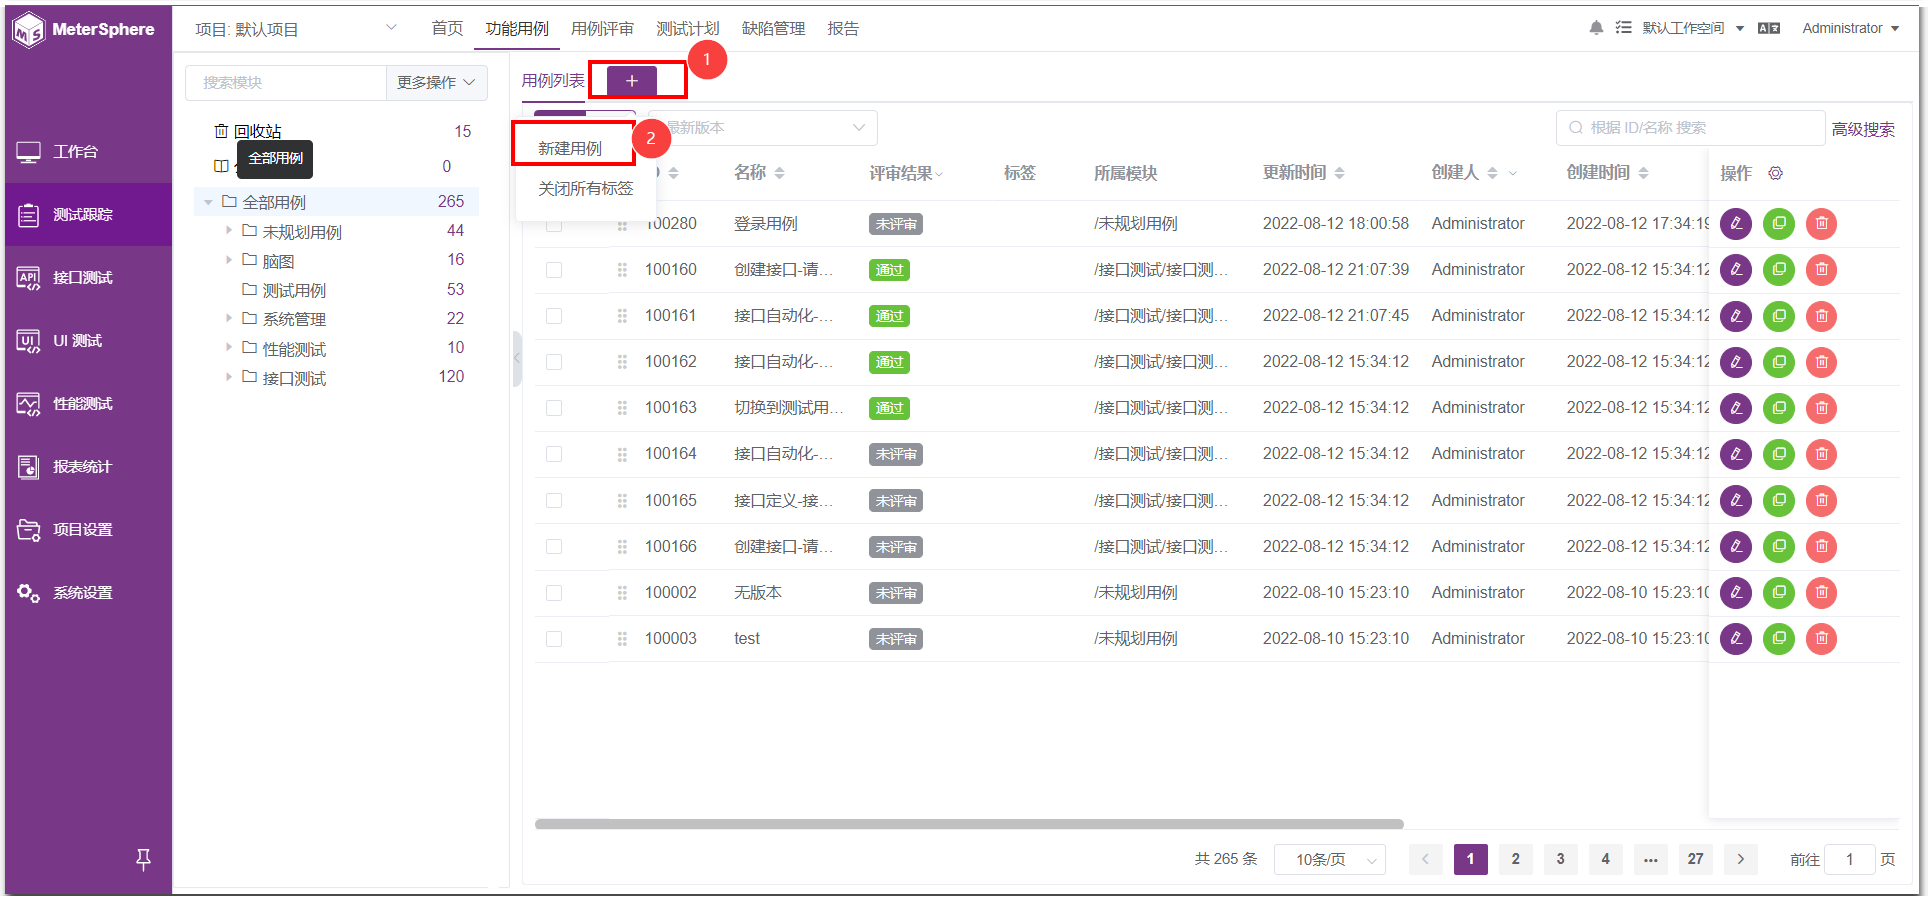 MeterSphere
项目: 默认项目
首页
功能用例
用例评审
测试计划
缺陷管理
报告
默认工作空间
Administrator
工作台
测试跟踪
接口测试
UI 测试
性能测试
报表统计
项目设置
系统设置
搜索模块
更多操作
回收站 15
全部用例
0
全部用例 265
未规划用例 44
脑图 16
测试用例 53
系统管理 22
性能测试 10
接口测试 120
用例列表
+
1
新建用例
2
关闭所有标签
最新版本
根据 ID/名称 搜索
高级搜索
名称 评审结果 标签 所属模块 更新时间 创建人 创建时间 操作
100280 登录用例 未评审 /未规划用例 2022-08-12 18:00:58 Administrator 2022-08-12 17:34:19
100160 创建接口-请... 通过 /接口测试/接口测... 2022-08-12 21:07:39 Administrator 2022-08-12 15:34:12
100161 接口自动化-... 通过 /接口测试/接口测... 2022-08-12 21:07:45 Administrator 2022-08-12 15:34:12
100162 接口自动化-... 通过 /接口测试/接口测... 2022-08-12 15:34:12 Administrator 2022-08-12 15:34:12
100163 切换到测试用... 通过 /接口测试/接口测... 2022-08-12 15:34:12 Administrator 2022-08-12 15:34:12
100164 接口自动化-... 未评审 /接口测试/接口测... 2022-08-12 15:34:12 Administrator 2022-08-12 15:34:12
100165 接口定义-接... 未评审 /接口测试/接口测... 2022-08-12 15:34:12 Administrator 2022-08-12 15:34:12
100166 创建接口-请... 未评审 /接口测试/接口测... 2022-08-12 15:34:12 Administrator 2022-08-12 15:34:12
100002 无版本 未评审 /未规划用例 2022-08-10 15:23:10 Administrator 2022-08-10 15:23:10
100003 test 未评审 /未规划用例 2022-08-10 15:23:10 Administrator 2022-08-10 15:23:10
共 265 条 10条/页 1 2 3 4 ... 27 前往 1 页